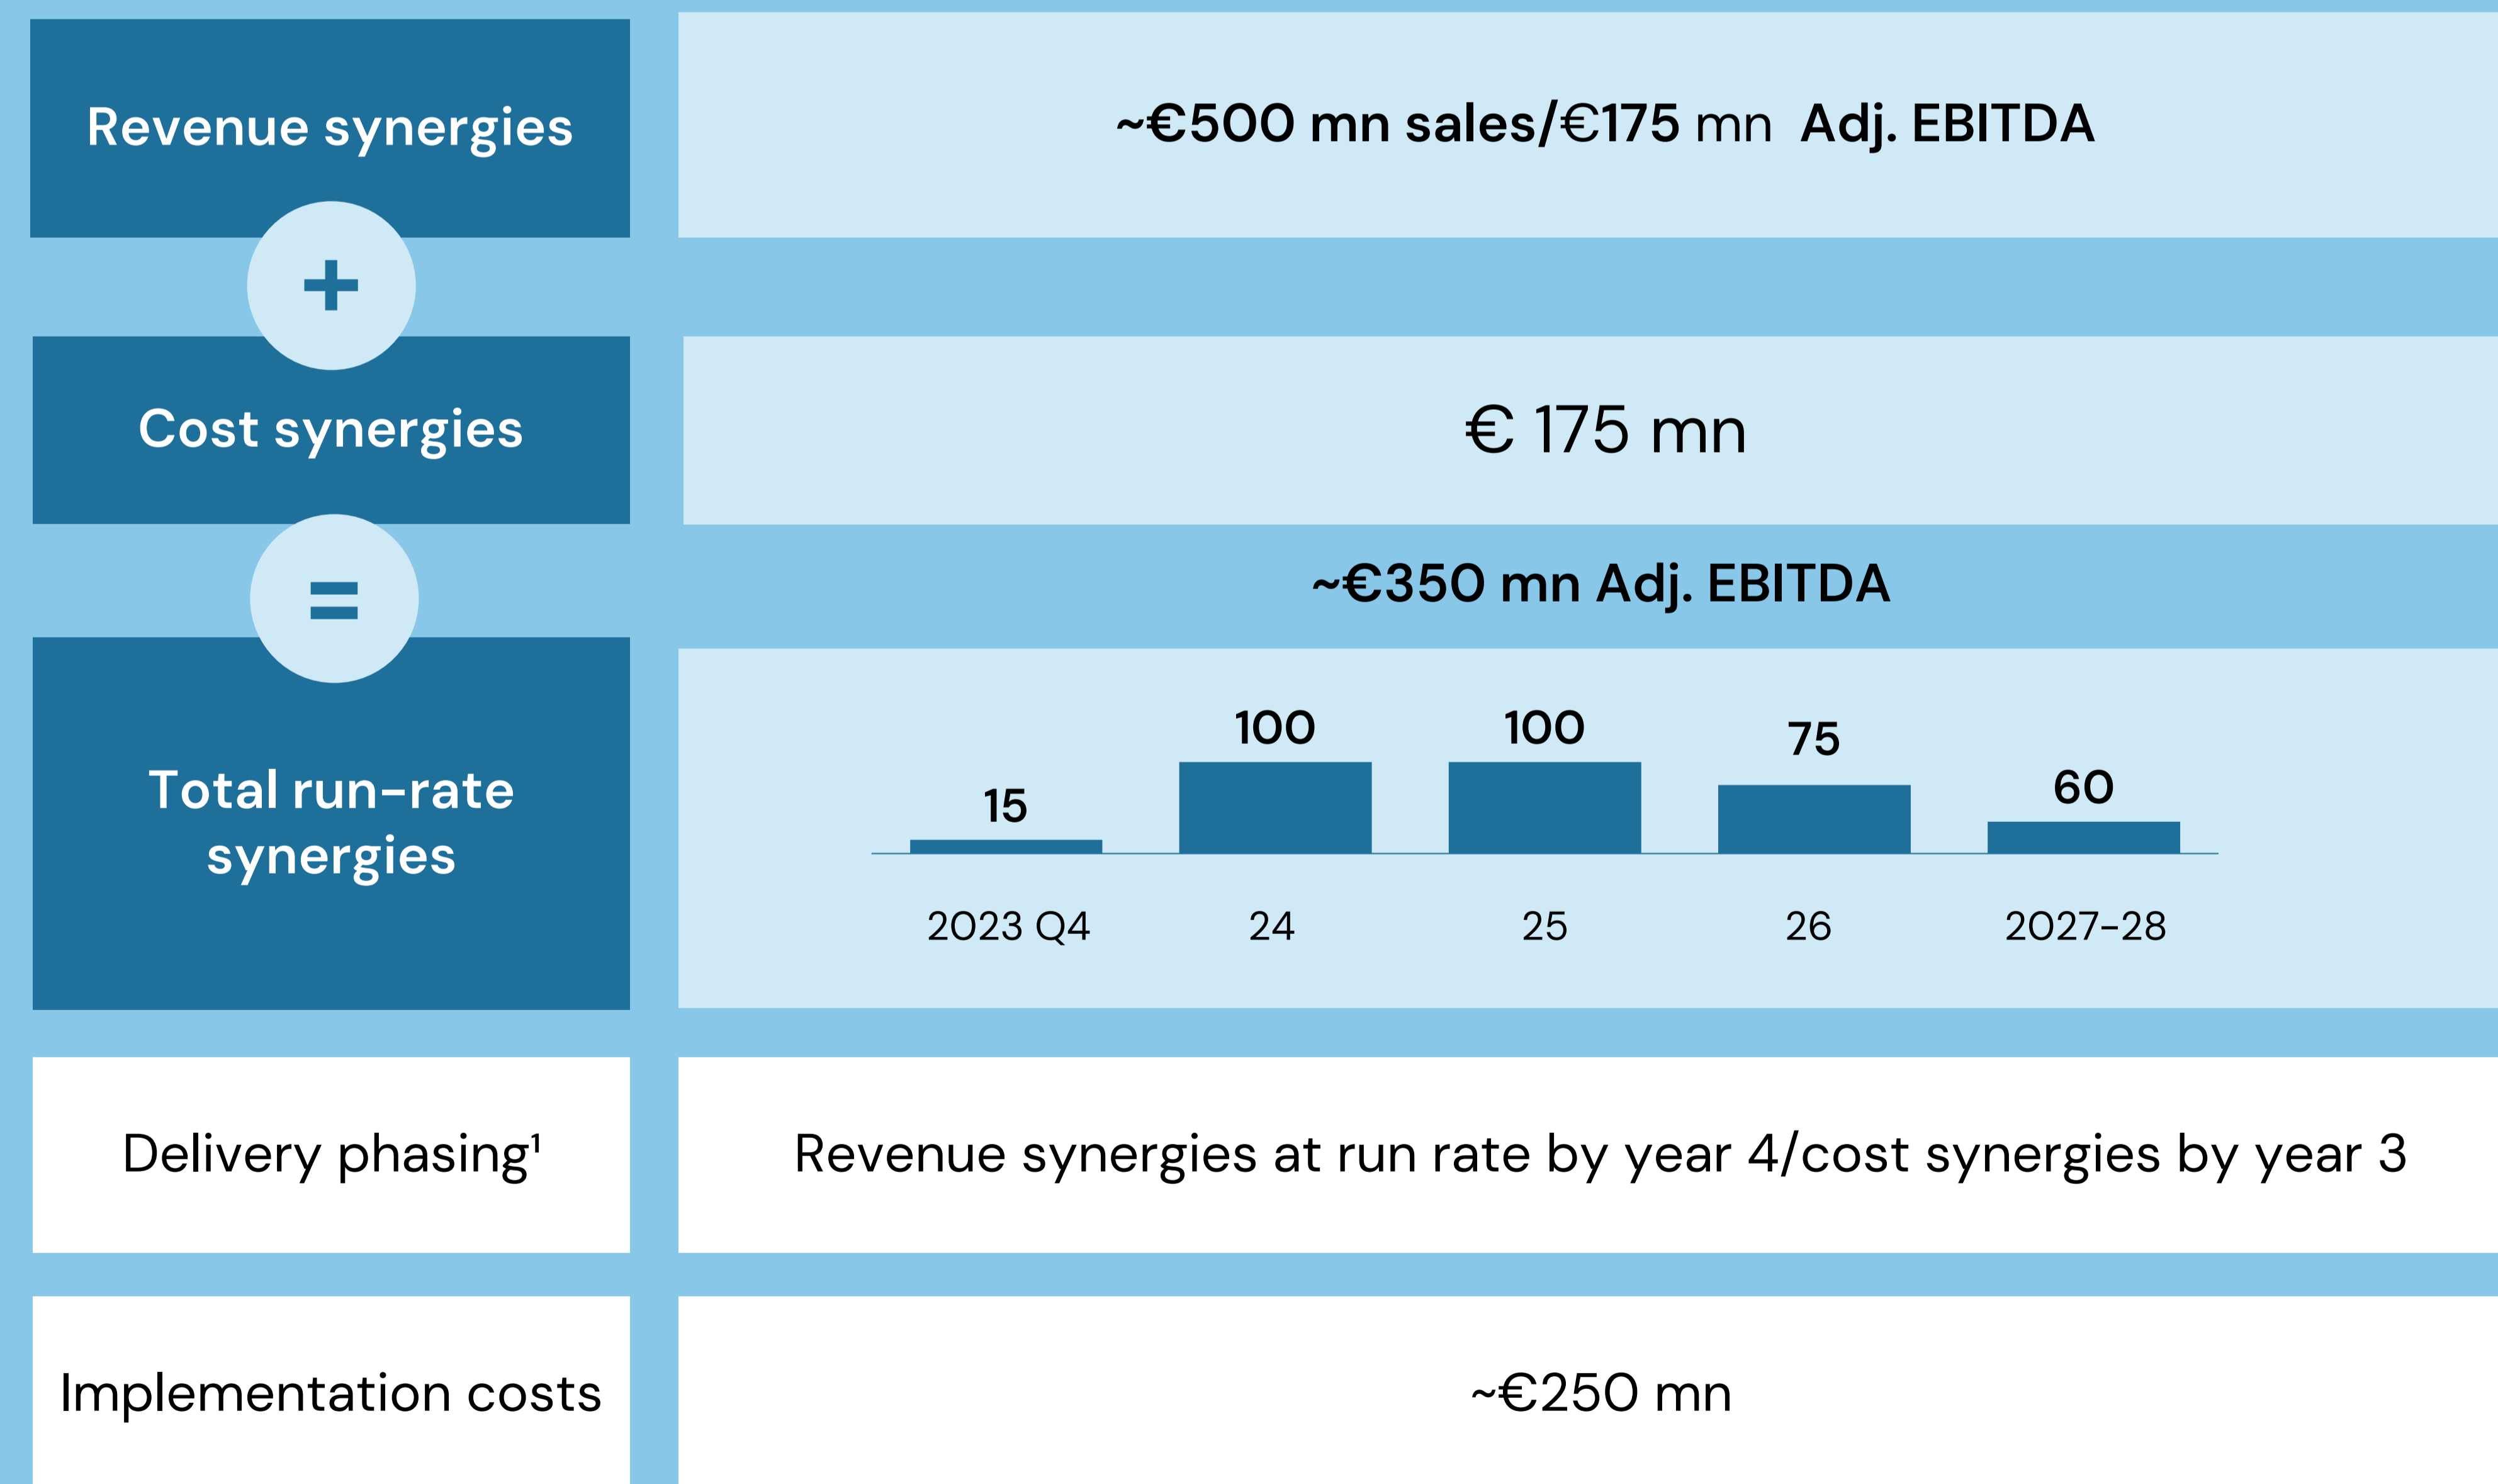 Revenue synergies
~€500 mn sales/€175 mn Adj. EBITDA
+
Cost synergies
€ 175 mn
=
~€350 mn Adj. EBITDA
Total run-rate
synergies
15
100
100
75
60
2023 Q4
24
25
26
2027-28
Delivery phasing¹
Revenue synergies at run rate by year 4/cost synergies by year 3
Implementation costs
~€250 mn